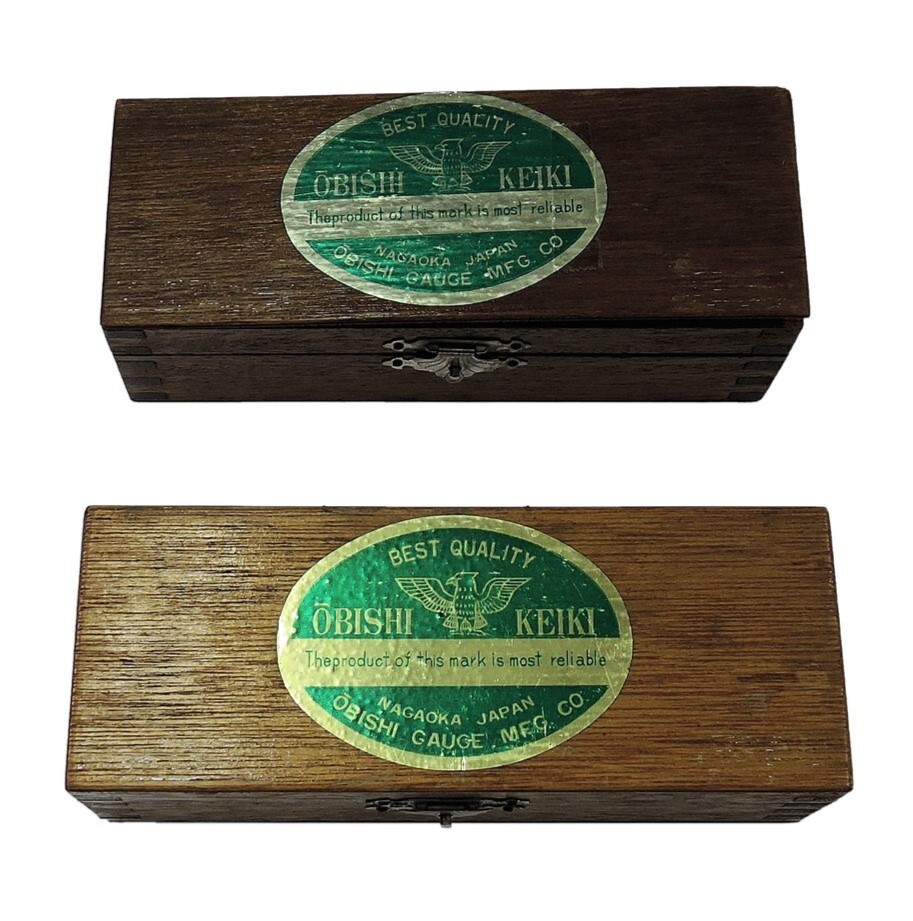 BEST QUALITY
ŌBISHI KEIKI
Theproduct of this mark is most reliable
NAGAOKA JAPAN
ŌBISHI GAUGE MFG. CO
BEST QUALITY
ŌBISHI KEIKI
Theproduct of this mark is most reliable
NAGAOKA JAPAN
ŌBISHI GAUGE MFG. CO